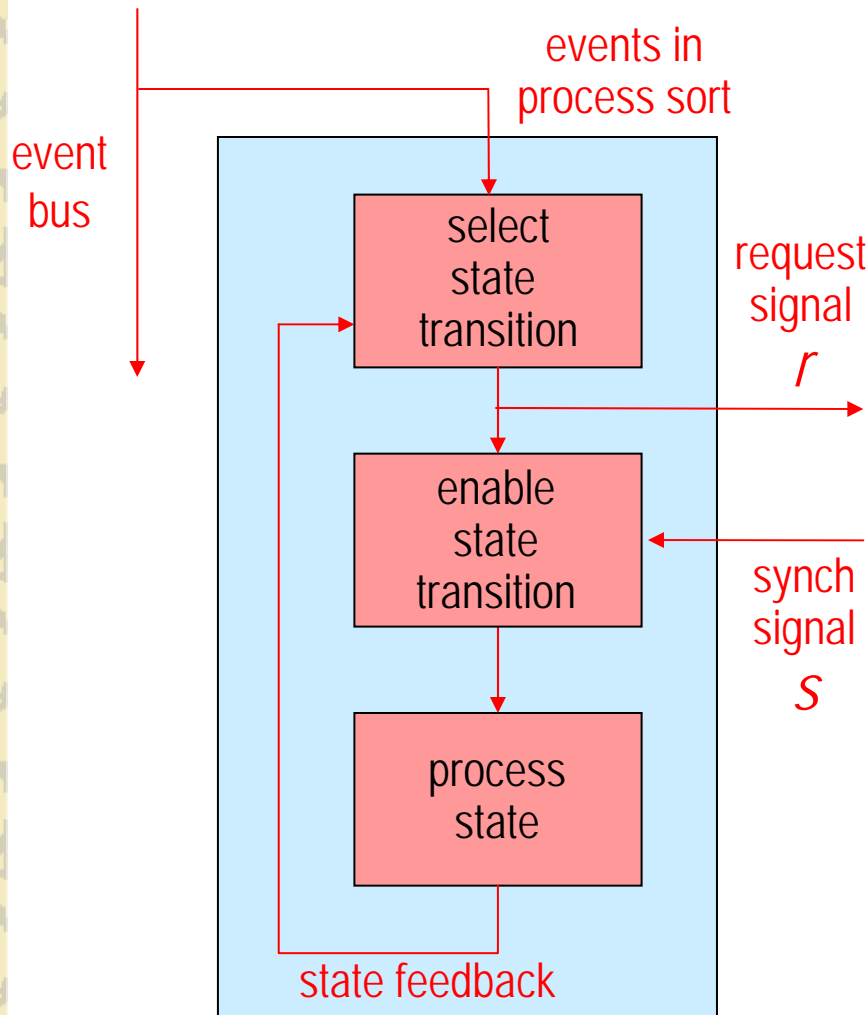 events in
process sort
event
bus
select
state
transition
request
signal
r
enable
state
transition
synch
signal
s
process
state
state feedback